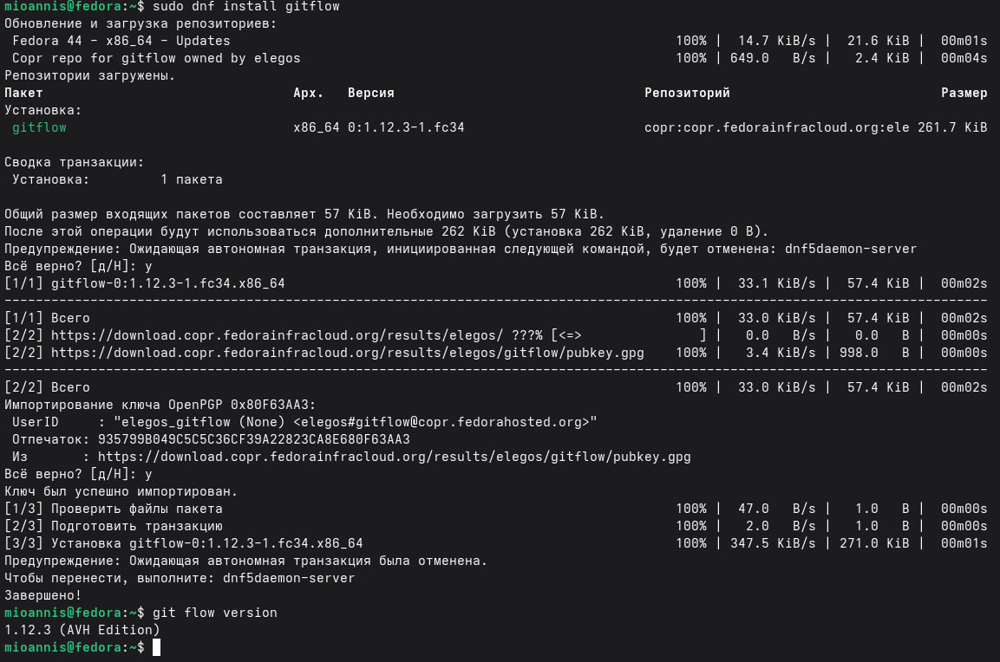 mioannis@fedora:~$ sudo dnf install gitflow
Обновление и загрузка репозиториев:
 Fedora 44 - x86_64 - Updates                                                         100% |  14.7 KiB/s |  21.6 KiB |  00m01s
 Copr repo for gitflow owned by elegos                                                100% | 649.0   B/s |   2.4 KiB |  00m04s
Репозитории загружены.
Пакет                                Арх.   Версия                                Репозиторий                           Размер
Установка:
 gitflow                             x86_64 0:1.12.3-1.fc34                       copr:copr.fedorainfracloud.org:ele 261.7 KiB
Сводка транзакции:
 Установка:         1 пакета
Общий размер входящих пакетов составляет 57 KiB. Необходимо загрузить 57 KiB.
После этой операции будут использоваться дополнительные 262 KiB (установка 262 KiB, удаление 0 B).
Предупреждение: Ожидающая автономная транзакция, инициированная следующей командой, будет отменена: dnf5daemon-server
Всё верно? [д/Н]: y
[1/1] gitflow-0:1.12.3-1.fc34.x86_64                                                  100% |  33.1 KiB/s |  57.4 KiB |  00m02s
------------------------------------------------------------------------------------------------------------------------------
[1/1] Всего                                                                           100% |  33.0 KiB/s |  57.4 KiB |  00m02s
[2/2] https://download.copr.fedorainfracloud.org/results/elegos/ ???% [<=>               ] |   0.0   B/s |   0.0   B |  00m00s
[2/2] https://download.copr.fedorainfracloud.org/results/elegos/gitflow/pubkey.gpg    100% |   3.4 KiB/s | 998.0   B |  00m00s
------------------------------------------------------------------------------------------------------------------------------
[2/2] Всего                                                                           100% |  33.0 KiB/s |  57.4 KiB |  00m02s
Импортирование ключа OpenPGP 0x80F63AA3:
 UserID     : "elegos_gitflow (None) <elegos#gitflow@copr.fedorahosted.org>"
 Отпечаток: 935799B049C5C5C36CF39A22823CA8E680F63AA3
 Из       : https://download.copr.fedorainfracloud.org/results/elegos/gitflow/pubkey.gpg
Всё верно? [д/Н]: y
Ключ был успешно импортирован.
[1/3] Проверить файлы пакета                                                          100% |  47.0   B/s |   1.0   B |  00m00s
[2/3] Подготовить транзакцию                                                          100% |   2.0   B/s |   1.0   B |  00m00s
[3/3] Установка gitflow-0:1.12.3-1.fc34.x86_64                                        100% | 347.5 KiB/s | 271.0 KiB |  00m01s
Предупреждение: Ожидающая автономная транзакция была отменена.
Чтобы перенести, выполните: dnf5daemon-server
Завершено!
mioannis@fedora:~$ git flow version
1.12.3 (AVH Edition)
mioannis@fedora:~$